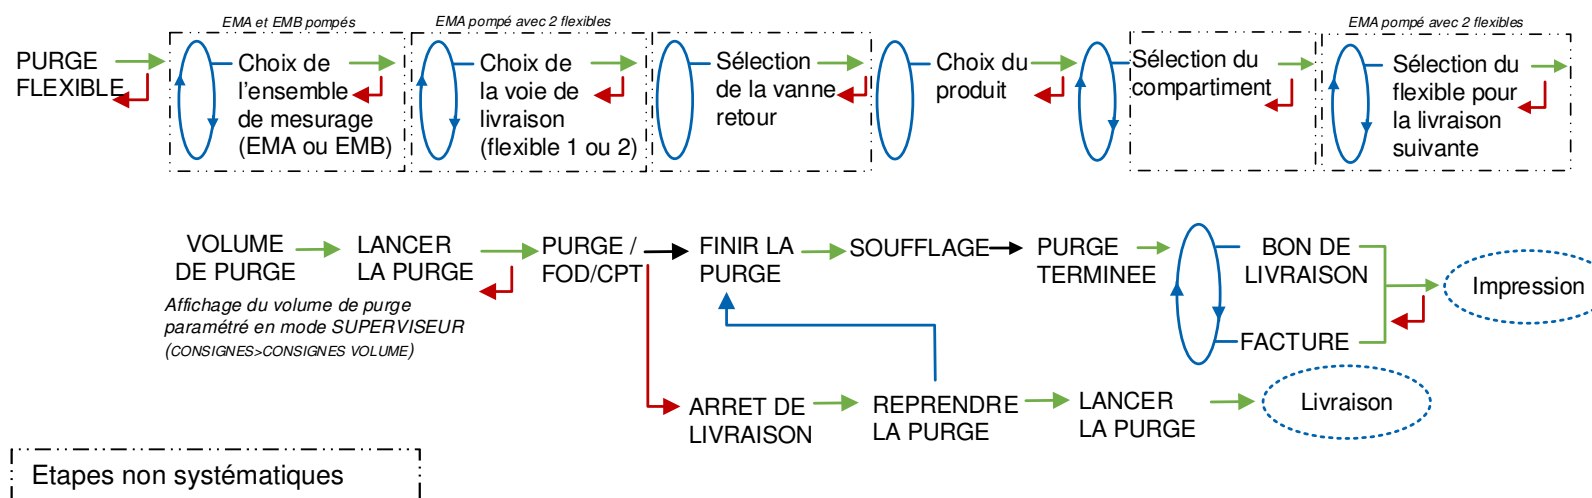 EMA et EMB pompés
EMA pompé avec 2 flexibles
EMA pompé avec 2 flexibles
PURGE
FLEXIBLE
Choix de
l'ensemble
de mesurage
(EMA ou EMB)
Choix de
la voie de
livraison
(flexible 1 ou 2)
Sélection
de la vanne
retour
Choix du
produit
Sélection du
compartiment
Sélection du
flexible pour
la livraison
suivante
VOLUME
DE PURGE
LANCER
LA PURGE
PURGE /
FOD/CPT
FINIR LA
PURGE
SOUFFLAGE
PURGE
TERMINEE
BON DE
LIVRAISON
FACTURE
Impression
Affichage du volume de purge
paramétré en mode SUPERVISEUR
(CONSIGNES>CONSIGNES VOLUME)
ARRET DE
LIVRAISON
REPRENDRE
LA PURGE
LANCER
LA PURGE
Livraison
Etapes non systématiques